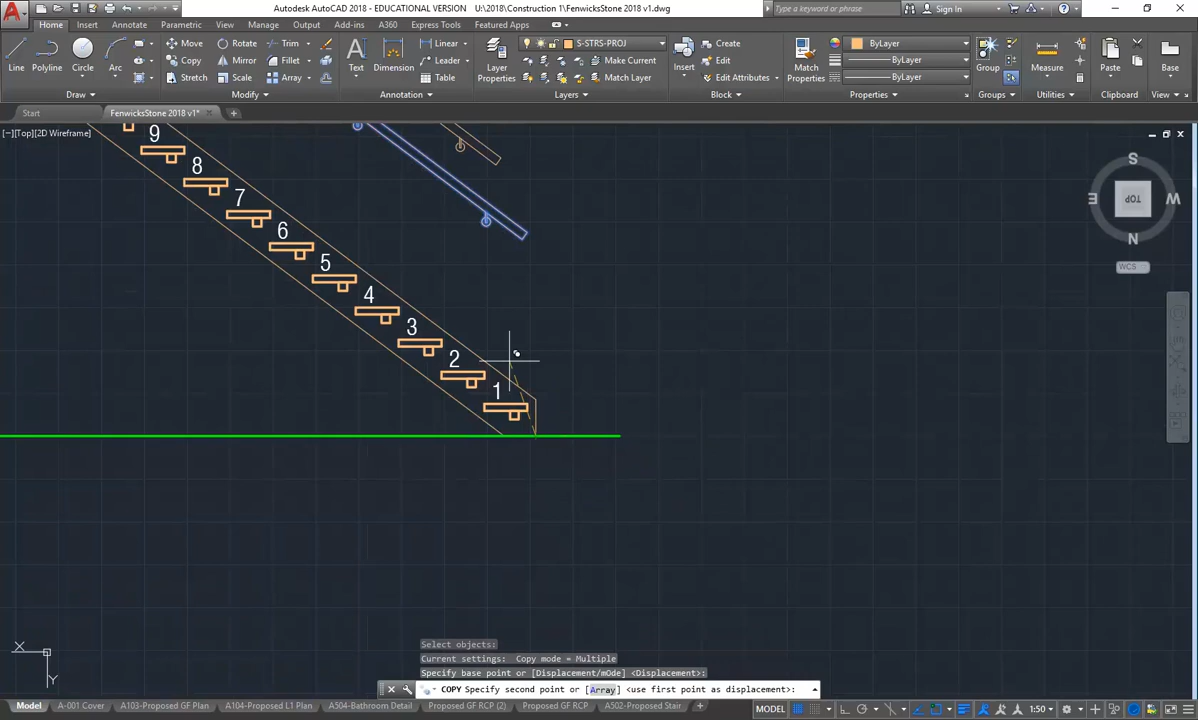 Autodesk AutoCAD 2018 - EDUCATIONAL VERSION U:\2018\Construction 1\FenwicksStone 2018 v1.dwg
Type a keyword or phrase
Sign In
Home Insert Annotate Parametric View Manage Output Add-ins A360 Express Tools Featured Apps
Line Polyline Circle Arc
Move Rotate Trim
Copy Mirror Fillet
Stretch Scale Array
Text Dimension
Linear
Leader
Table
Layer Properties
S-STRS-PROJ
Make Current
Match Layer
Insert
Create
Edit
Edit Attributes
Match Properties
ByLayer
ByLayer
ByLayer
Group
Measure
Paste
Base
Draw Modify Annotation Layers Block Properties Groups Utilities Clipboard View
Start FenwicksStone 2018 v1*
[−][Top][2D Wireframe]
S
E TOP W
N
WCS
9
8
7
6
5
4
3
2
1
X
Y
Select objects:
Current settings: Copy mode = Multiple
Specify base point or [Displacement/mOde] <Displacement>:
COPY Specify second point or [Array] <use first point as displacement>:
Model A-001 Cover A103-Proposed GF Plan A104-Proposed L1 Plan A504-Bathroom Detail Proposed GF RCP (2) Proposed GF RCP A502-Proposed Stair
MODEL 1:50